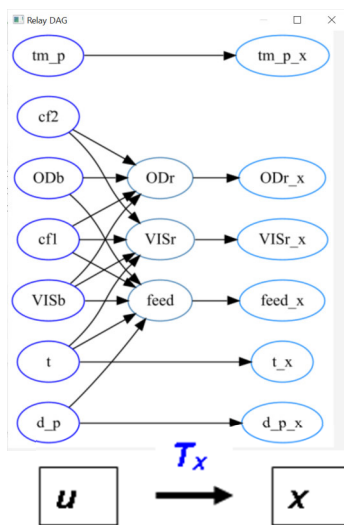 Relay DAG
tm_p tm_p_x
cf2
ODb ODr ODr_x
cf1 VISr VISr_x
VISb feed feed_x
t t_x
d_p d_p_x
Tx
u x